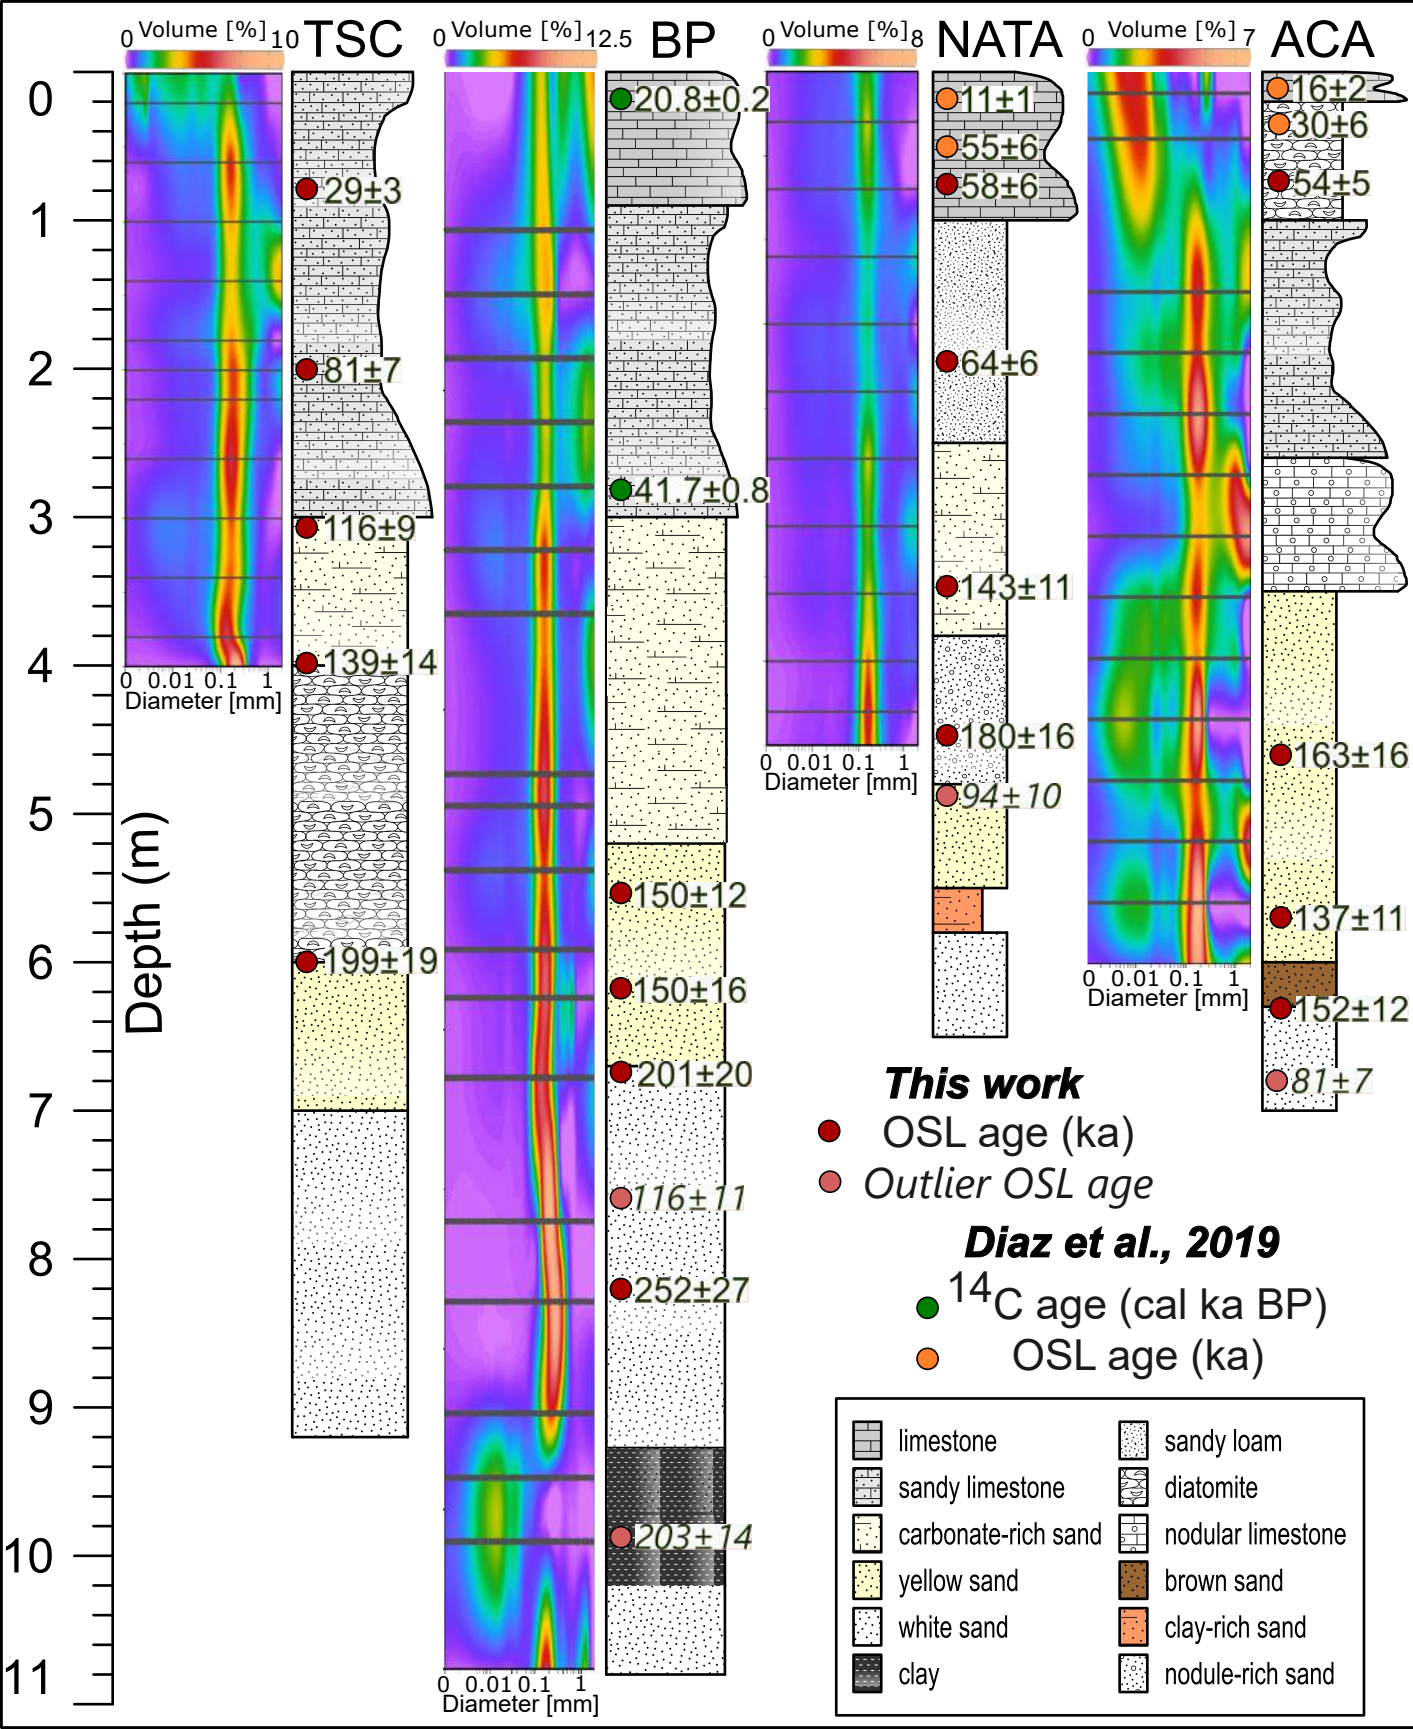 0 Volume [%] 10 TSC
0 Volume [%] 12.5 BP
0 Volume [%] 8 NATA
0 Volume [%] 7 ACA
0
1
2
3
4
5
6
7
8
9
10
11
Depth (m)
0 0.01 0.1 1
Diameter [mm]
29±3
81±7
116±9
139±14
199±19
0 0.01 0.1 1
Diameter [mm]
20.8±0.2
41.7±0.8
150±12
150±16
201±20
116±11
252±27
203±14
0 0.01 0.1 1
Diameter [mm]
11±1
55±6
58±6
64±6
143±11
180±16
94±10
0 0.01 0.1 1
Diameter [mm]
16±2
30±6
54±5
163±16
137±11
152±12
81±7
This work
OSL age (ka)
Outlier OSL age
Diaz et al., 2019
14C age (cal ka BP)
OSL age (ka)
limestone
sandy limestone
carbonate-rich sand
yellow sand
white sand
clay
sandy loam
diatomite
nodular limestone
brown sand
clay-rich sand
nodule-rich sand